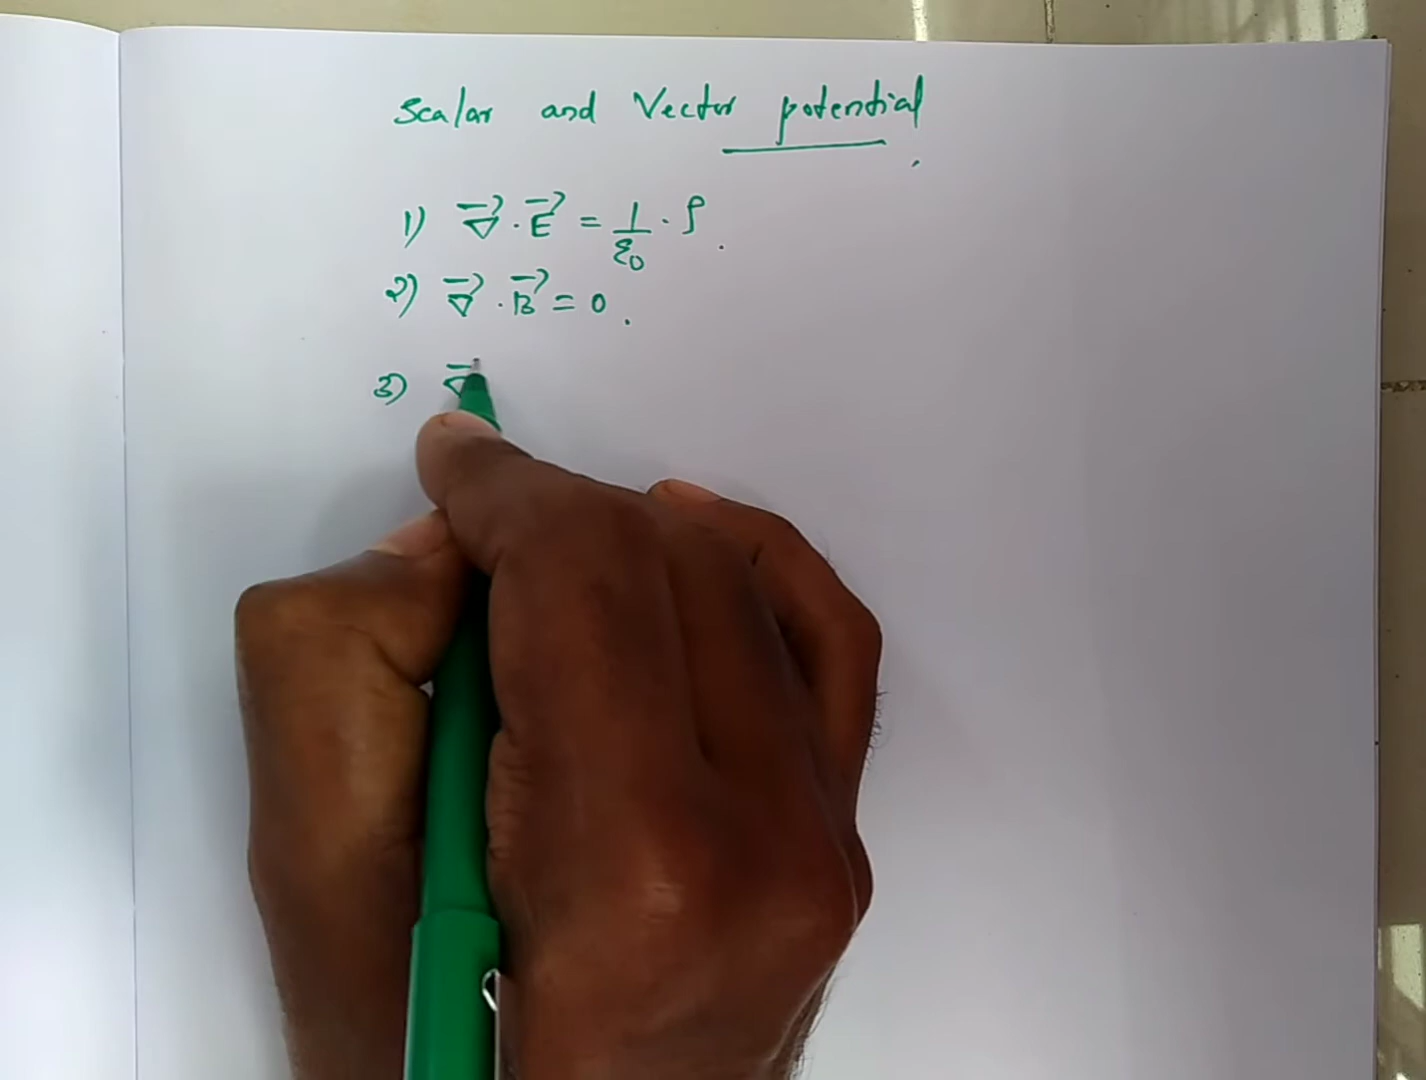 Scalar and Vector potential.
1) ∇⃗ · E⃗ = 1/ε₀ · ρ.
2) ∇⃗ · B⃗ = 0.
3) ∇⃗